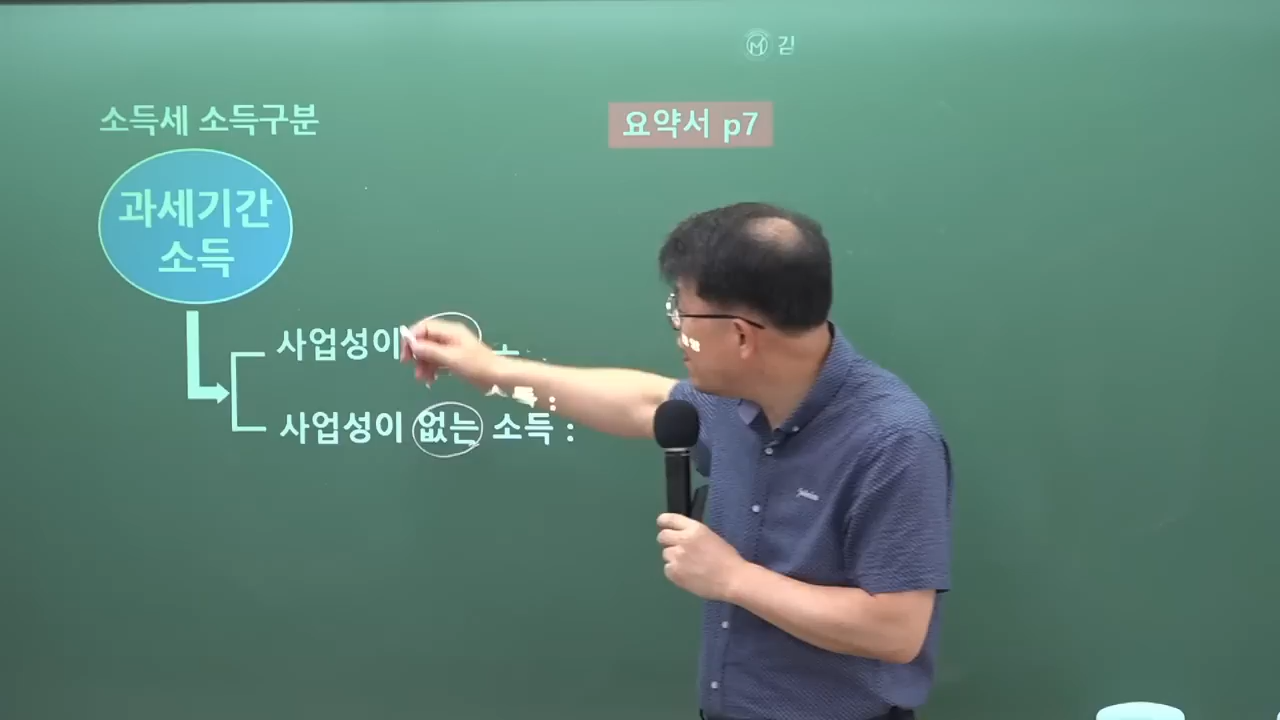 김
소득세 소득구분
요약서 p7
과세기간
소득
사업성이
사업성이 없는 소득 :